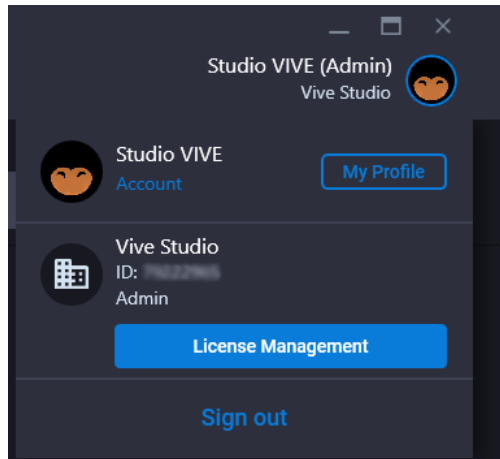 Studio VIVE (Admin)
Vive Studio
Studio VIVE
Account
My Profile
Vive Studio
ID:
Admin
License Management
Sign out